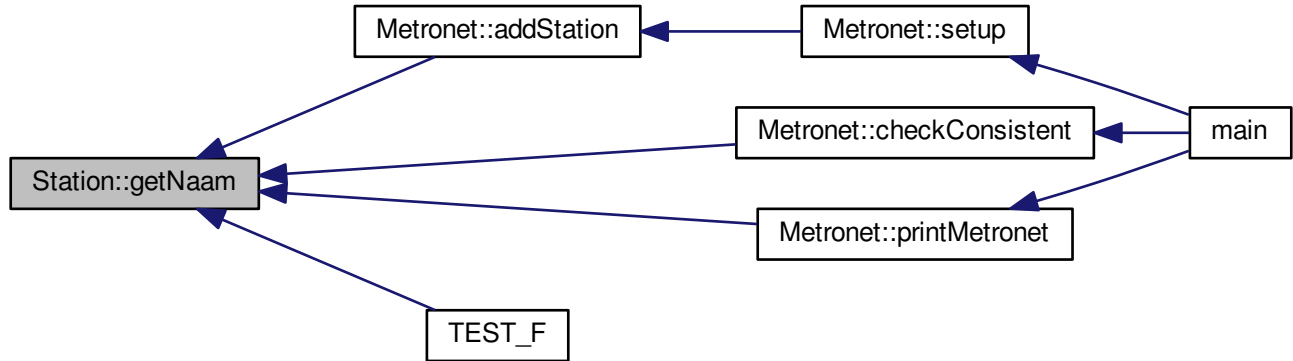 Metronet::addStation
Metronet::setup
Metronet::checkConsistent
main
Station::getNaam
Metronet::printMetronet
TEST_F